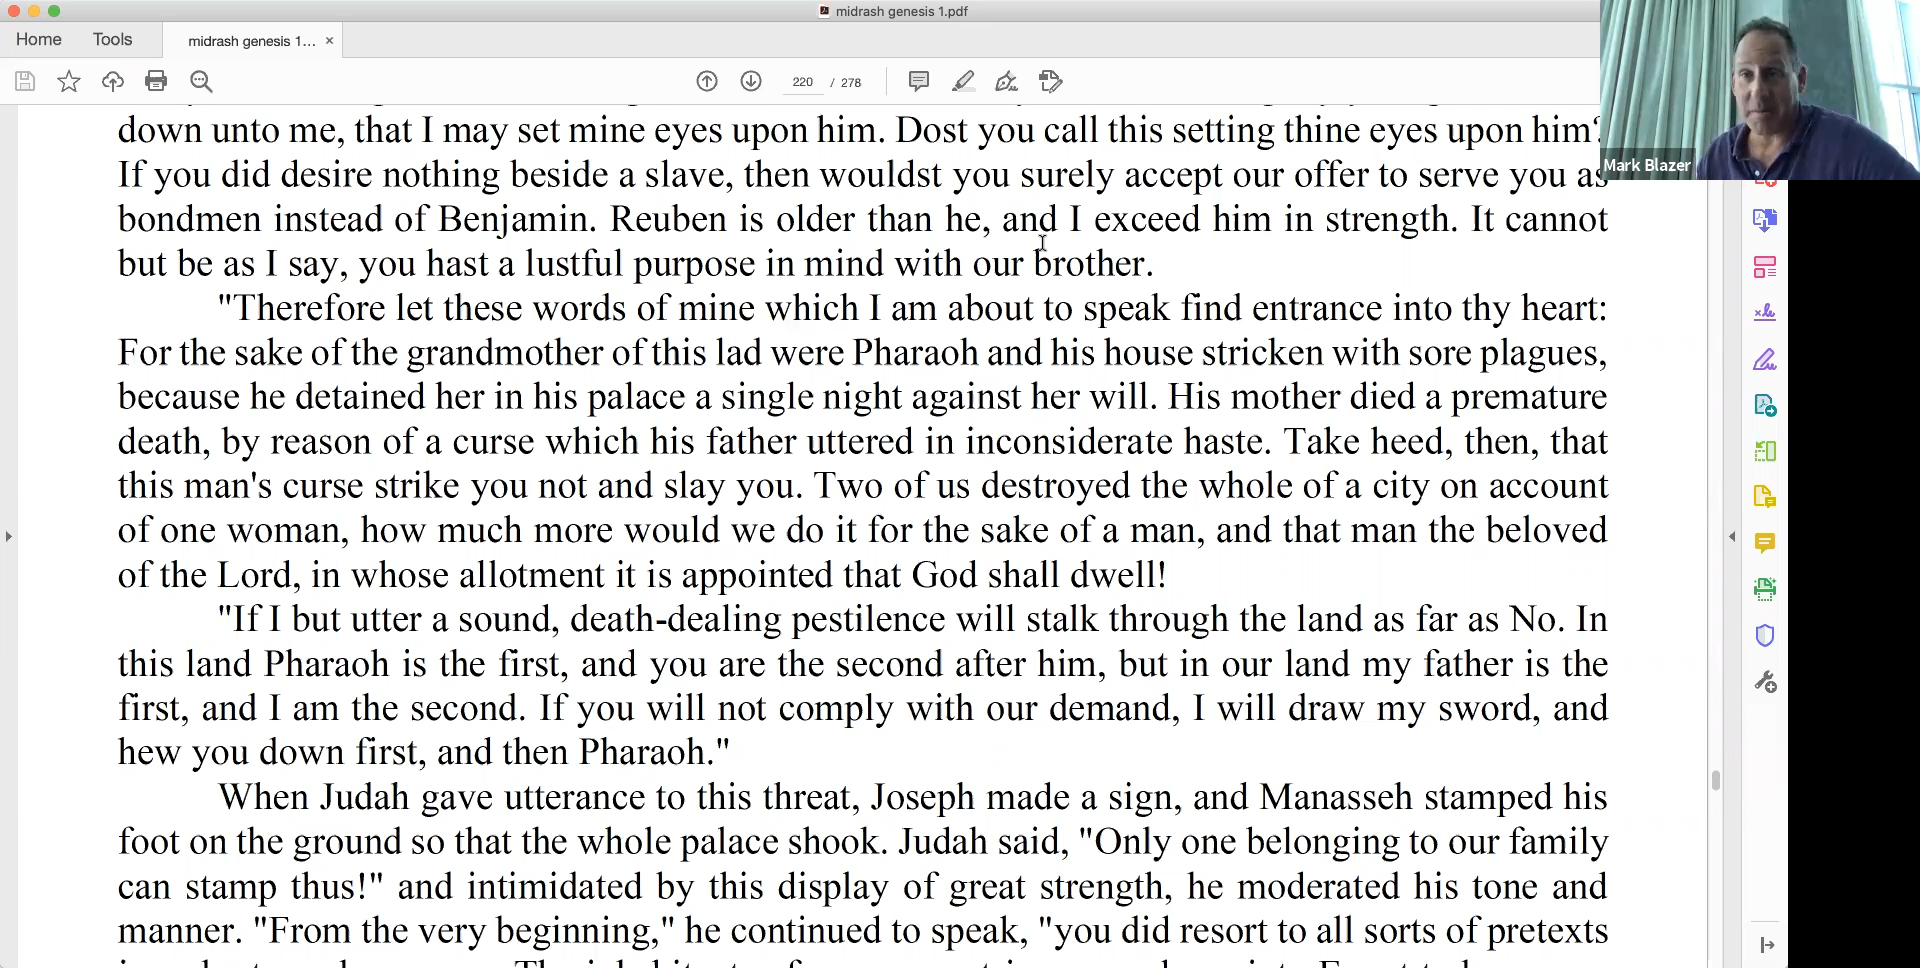 midrash genesis 1.pdf
Home Tools midrash genesis 1... ×
220 / 278
down unto me, that I may set mine eyes upon him. Dost you call this setting thine eyes upon him?
If you did desire nothing beside a slave, then wouldst you surely accept our offer to serve you as
bondmen instead of Benjamin. Reuben is older than he, and I exceed him in strength. It cannot
but be as I say, you hast a lustful purpose in mind with our brother.
"Therefore let these words of mine which I am about to speak find entrance into thy heart:
For the sake of the grandmother of this lad were Pharaoh and his house stricken with sore plagues,
because he detained her in his palace a single night against her will. His mother died a premature
death, by reason of a curse which his father uttered in inconsiderate haste. Take heed, then, that
this man's curse strike you not and slay you. Two of us destroyed the whole of a city on account
of one woman, how much more would we do it for the sake of a man, and that man the beloved
of the Lord, in whose allotment it is appointed that God shall dwell!
"If I but utter a sound, death-dealing pestilence will stalk through the land as far as No. In
this land Pharaoh is the first, and you are the second after him, but in our land my father is the
first, and I am the second. If you will not comply with our demand, I will draw my sword, and
hew you down first, and then Pharaoh."
When Judah gave utterance to this threat, Joseph made a sign, and Manasseh stamped his
foot on the ground so that the whole palace shook. Judah said, "Only one belonging to our family
can stamp thus!" and intimidated by this display of great strength, he moderated his tone and
manner. "From the very beginning," he continued to speak, "you did resort to all sorts of pretexts
Mark Blazer